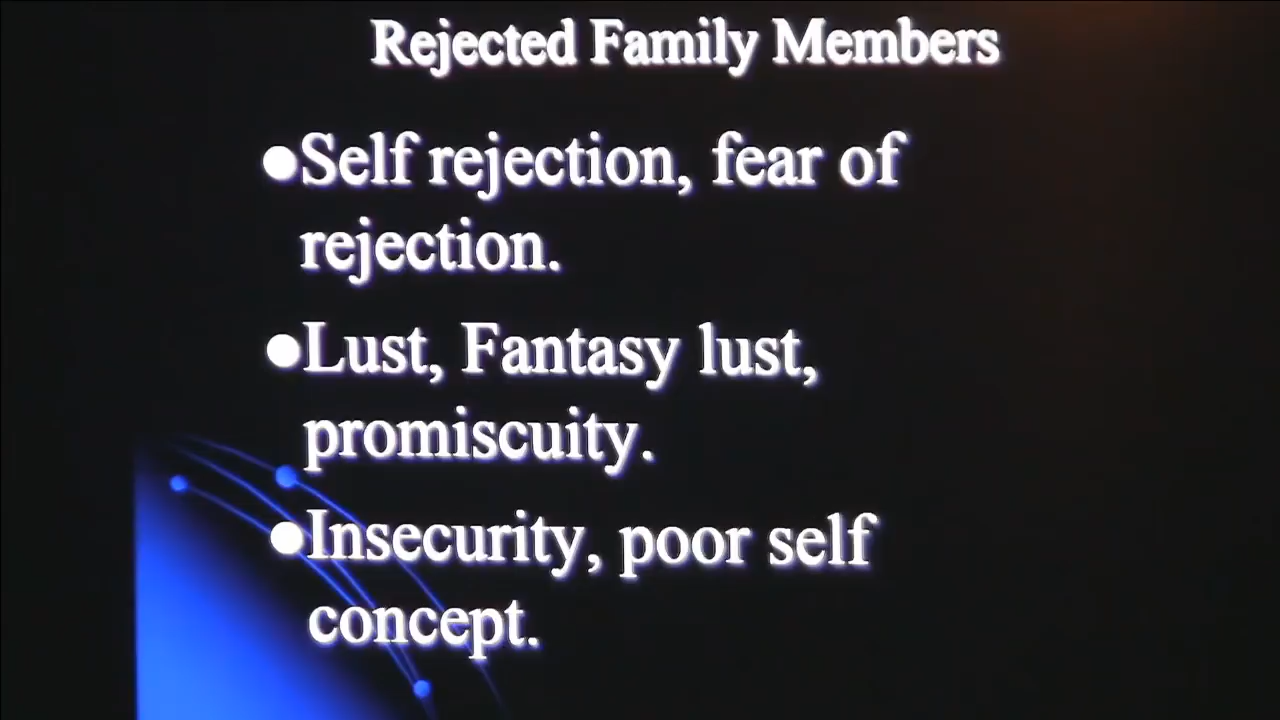 Rejected Family Members
●Self rejection, fear of
rejection.
●Lust, Fantasy lust,
promiscuity.
●Insecurity, poor self
concept.